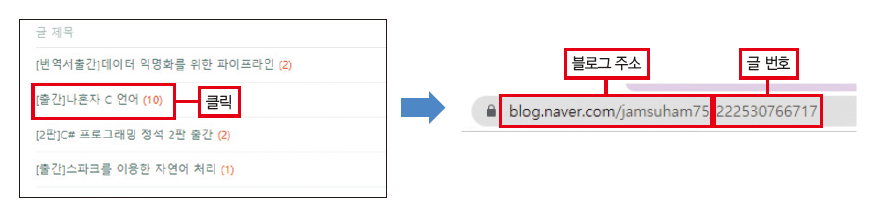 글 제목
[번역서출간]데이터 익명화를 위한 파이프라인 (2)
[출간]나혼자 C 언어 (10)
클릭
[2판]C# 프로그래밍 정석 2판 출간 (2)
[출간]스파크를 이용한 자연어 처리 (1)
블로그 주소
글 번호
blog.naver.com/jamsuham75/222530766717